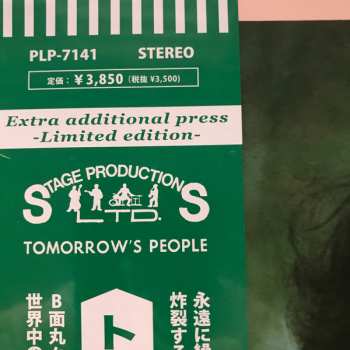 PLP-7141 STEREO
定価：¥3,850（税抜 ¥3,500）
Extra additional press
-Limited edition-
STAGE PRODUCTIONS
LTD.
TOMORROW'S PEOPLE
永遠に
炸裂する
ト
B面丸
世界中の